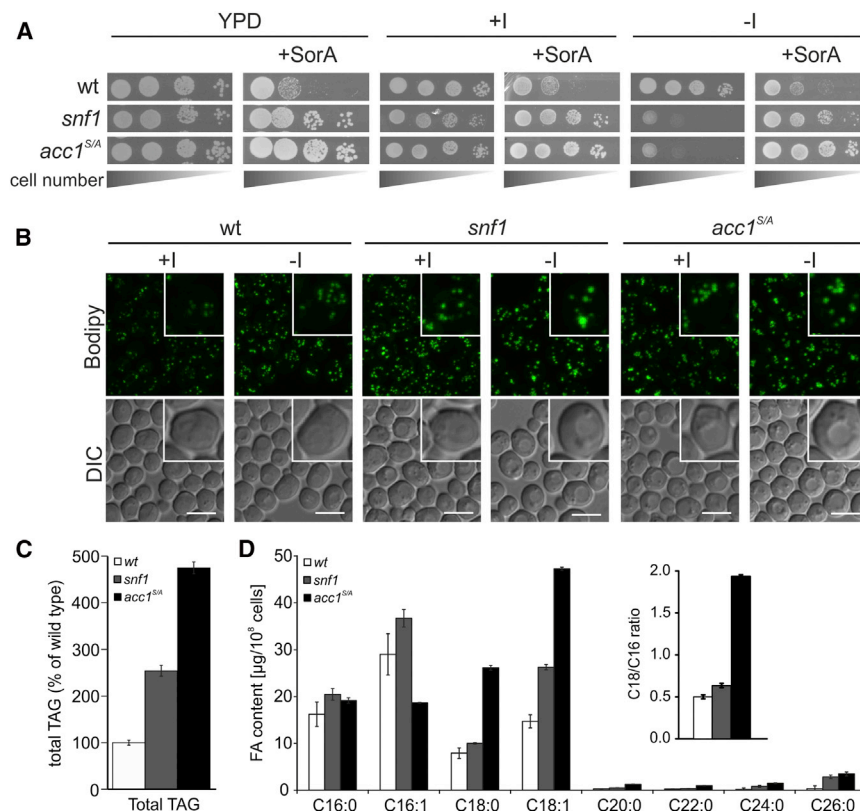 A
YPD +I -I
+SorA +SorA +SorA
wt
snf1
acc1S/A
cell number
B
wt snf1 acc1S/A
+I -I +I -I +I -I
Bodipy
DIC
C
total TAG (% of wild type)
500
400
300
200
100
0
wt
snf1
acc1S/A
Total TAG
D
FA content [µg/10⁸ cells]
50
40
30
20
10
0
wt
snf1
acc1S/A
C16:0 C16:1 C18:0 C18:1 C20:0 C22:0 C24:0 C26:0
C18/C16 ratio
2.0
1.5
1.0
0.5
0.0